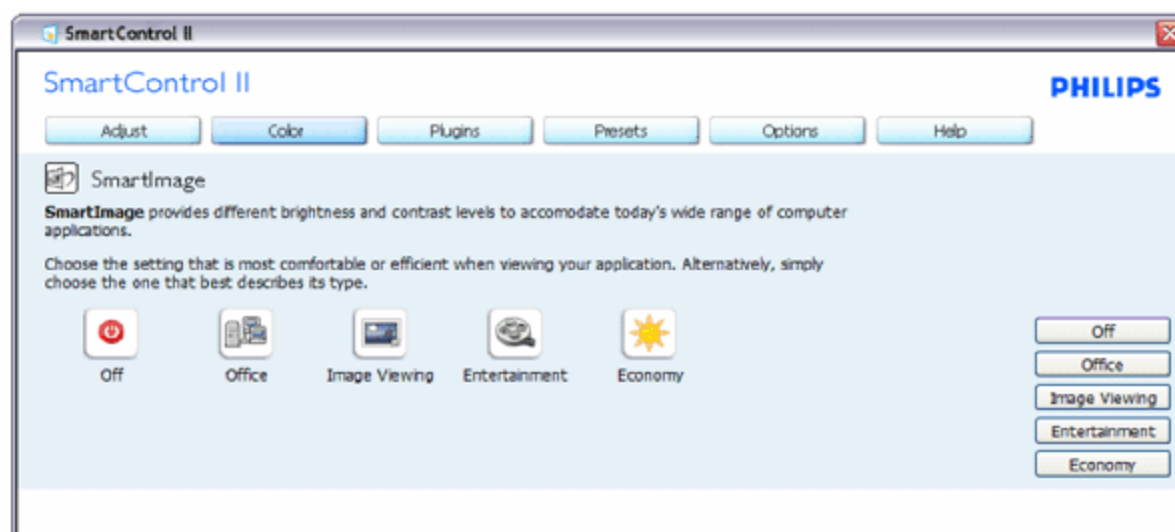 SmartControl II
SmartControl II
PHILIPS
Adjust Color Plugins Presets Options Help
SmartImage
SmartImage provides different brightness and contrast levels to accomodate today's wide range of computer
applications.
Choose the setting that is most comfortable or efficient when viewing your application. Alternatively, simply
choose the one that best describes its type.
Off Office Image Viewing Entertainment Economy
Off
Office
Image Viewing
Entertainment
Economy